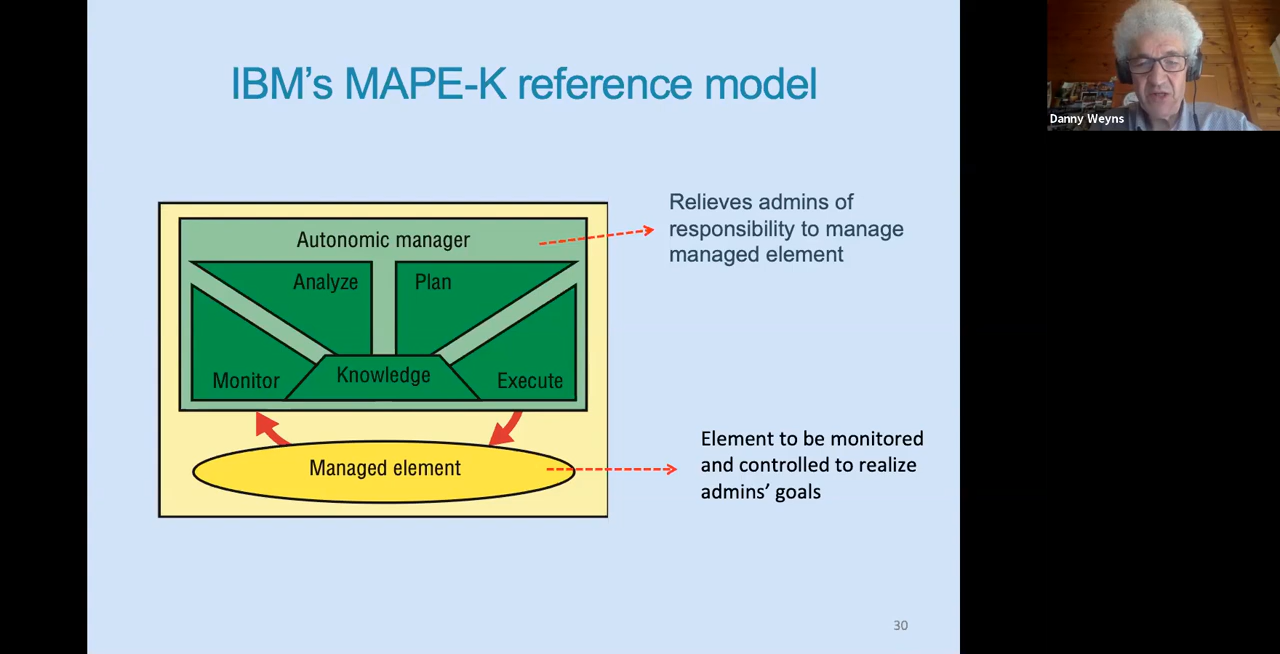 IBM's MAPE-K reference model
Danny Weyns
Relieves admins of
responsibility to manage
managed element
Autonomic manager
Analyze
Plan
Monitor
Knowledge
Execute
Managed element
Element to be monitored
and controlled to realize
admins' goals
30